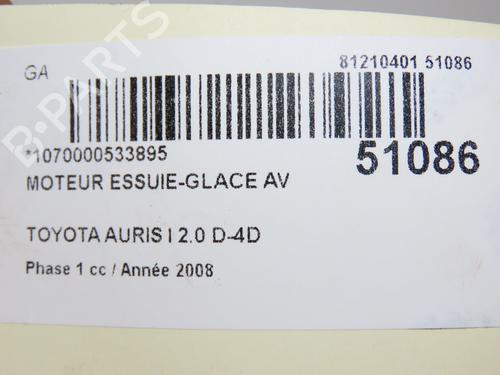 GA
81210401 51086
*1070000533895
51086
MOTEUR ESSUIE-GLACE AV
TOYOTA AURIS I 2.0 D-4D
Phase 1 cc / Année 2008
B-PARTS